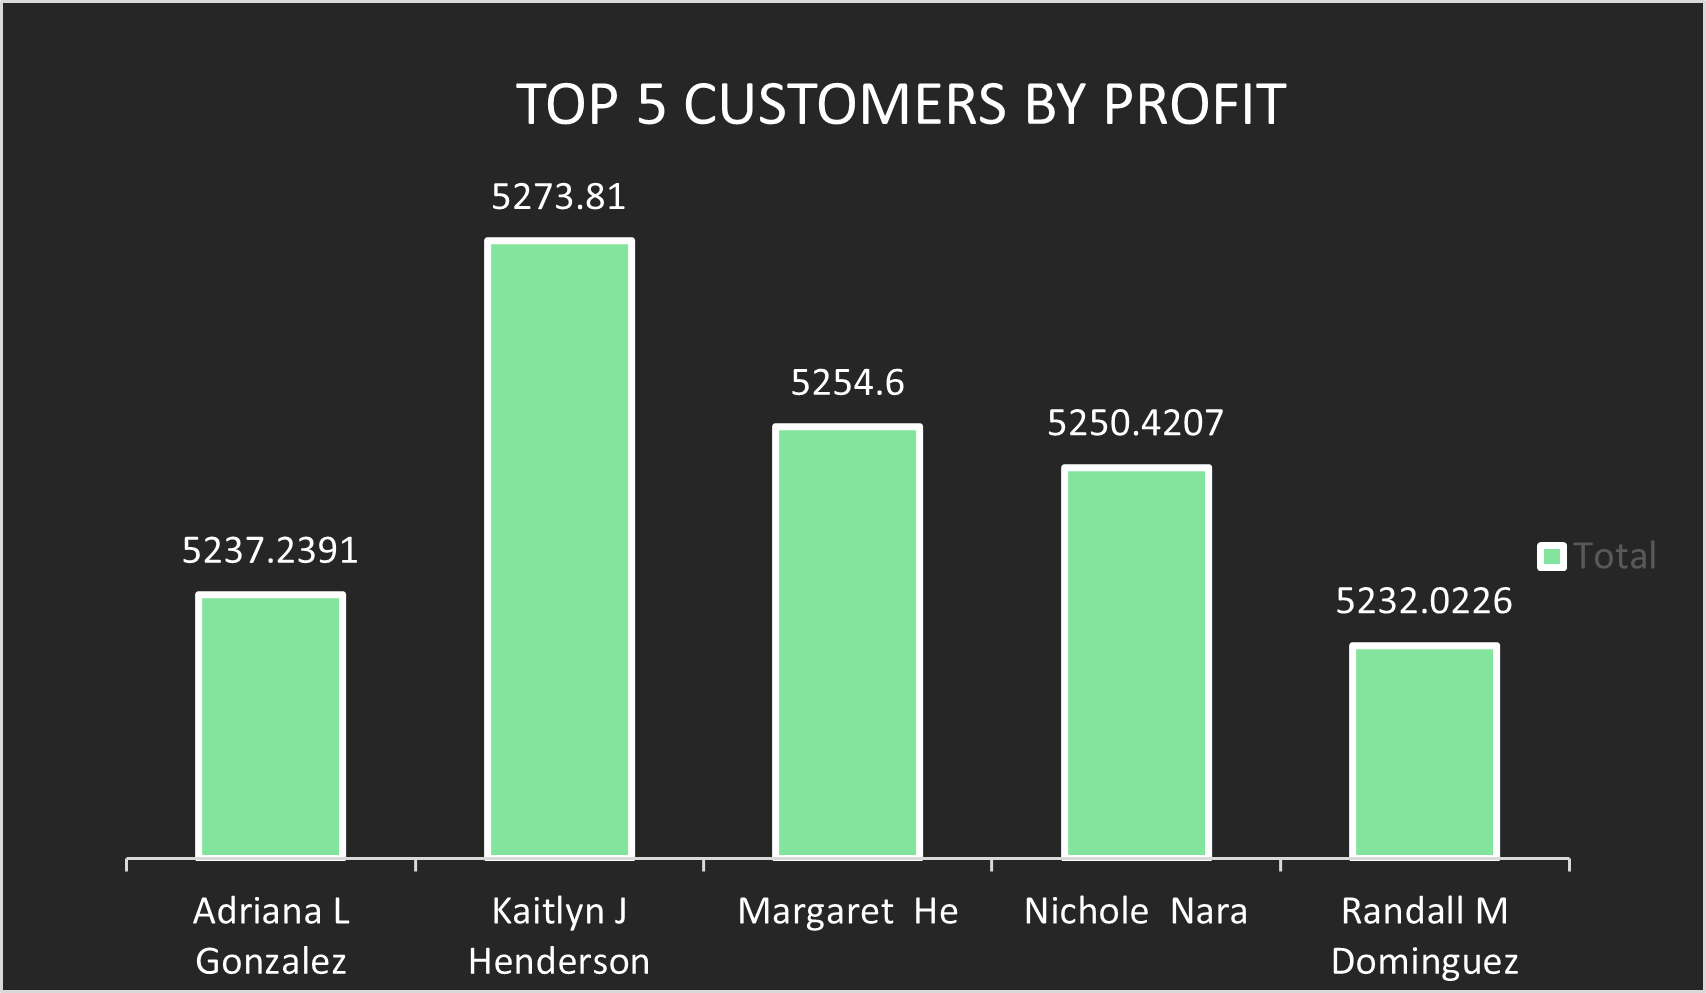 TOP 5 CUSTOMERS BY PROFIT
5273.81
5254.6
5250.4207
5237.2391
5232.0226
Total
Adriana L
Gonzalez
Kaitlyn J
Henderson
Margaret  He
Nichole  Nara
Randall M
Dominguez